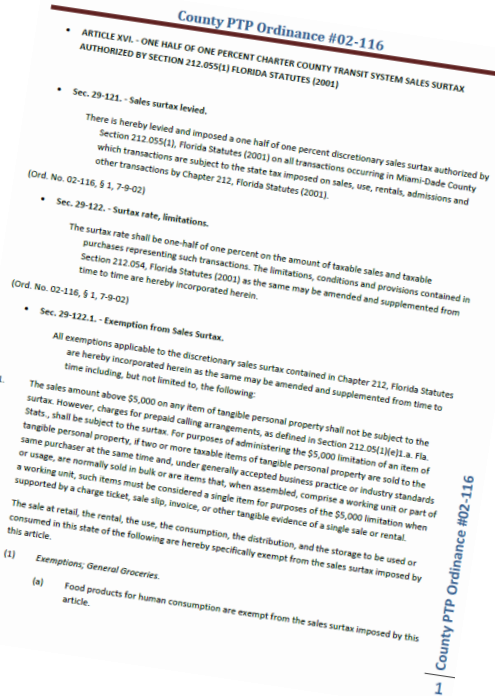 County PTP Ordinance #02-116
• ARTICLE XVI. - ONE HALF OF ONE PERCENT CHARTER COUNTY TRANSIT SYSTEM SALES SURTAX
AUTHORIZED BY SECTION 212.055(1) FLORIDA STATUTES (2001)
• Sec. 29-121. - Sales surtax levied.
There is hereby levied and imposed a one half of one percent discretionary sales surtax authorized by
Section 212.055(1), Florida Statutes (2001) on all transactions occurring in Miami-Dade County
which transactions are subject to the state tax imposed on sales, use, rentals, admissions and
other transactions by Chapter 212, Florida Statutes (2001).
(Ord. No. 02-116, § 1, 7-9-02)
• Sec. 29-122. - Surtax rate, limitations.
The surtax rate shall be one-half of one percent on the amount of taxable sales and taxable
purchases representing such transactions. The limitations, conditions and provisions contained in
Section 212.054, Florida Statutes (2001) as the same may be amended and supplemented from
time to time are hereby incorporated herein.
(Ord. No. 02-116, § 1, 7-9-02)
• Sec. 29-122.1. - Exemption from Sales Surtax.
All exemptions applicable to the discretionary sales surtax contained in Chapter 212, Florida Statutes
are hereby incorporated herein as the same may be amended and supplemented from time to
time including, but not limited to, the following:
The sales amount above $5,000 on any item of tangible personal property shall not be subject to the
surtax. However, charges for prepaid calling arrangements, as defined in Section 212.05(1)(e)1.a. Fla.
Stats., shall be subject to the surtax. For purposes of administering the $5,000 limitation of an item of
tangible personal property, if two or more taxable items of tangible personal property are sold to the
same purchaser at the same time and, under generally accepted business practice or industry standards
or usage, are normally sold in bulk or are items that, when assembled, comprise a working unit or part of
a working unit, such items must be considered a single item for purposes of the $5,000 limitation when
supported by a charge ticket, sale slip, invoice, or other tangible evidence of a single sale or rental.
The sale at retail, the rental, the use, the consumption, the distribution, and the storage to be used or
consumed in this state of the following are hereby specifically exempt from the sales surtax imposed by
this article.
(1) Exemptions; General Groceries.
(a) Food products for human consumption are exempt from the sales surtax imposed by this
article.
County PTP Ordinance #02-116
1